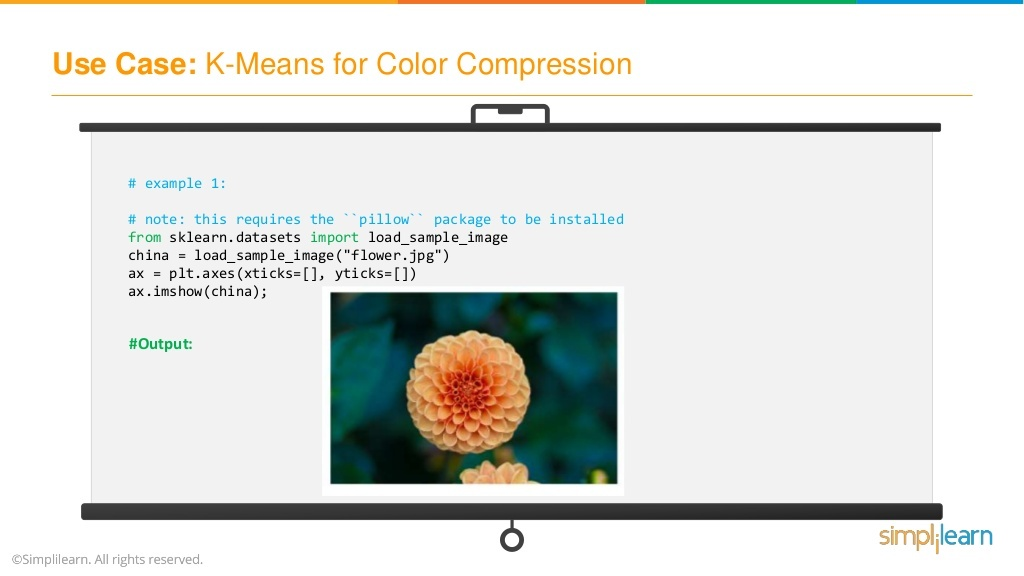 Use Case: K-Means for Color Compression
# example 1:
# note: this requires the ``pillow`` package to be installed
from sklearn.datasets import load_sample_image
china = load_sample_image("flower.jpg")
ax = plt.axes(xticks=[], yticks=[])
ax.imshow(china);
#Output:
simplilearn
©Simplilearn. All rights reserved.